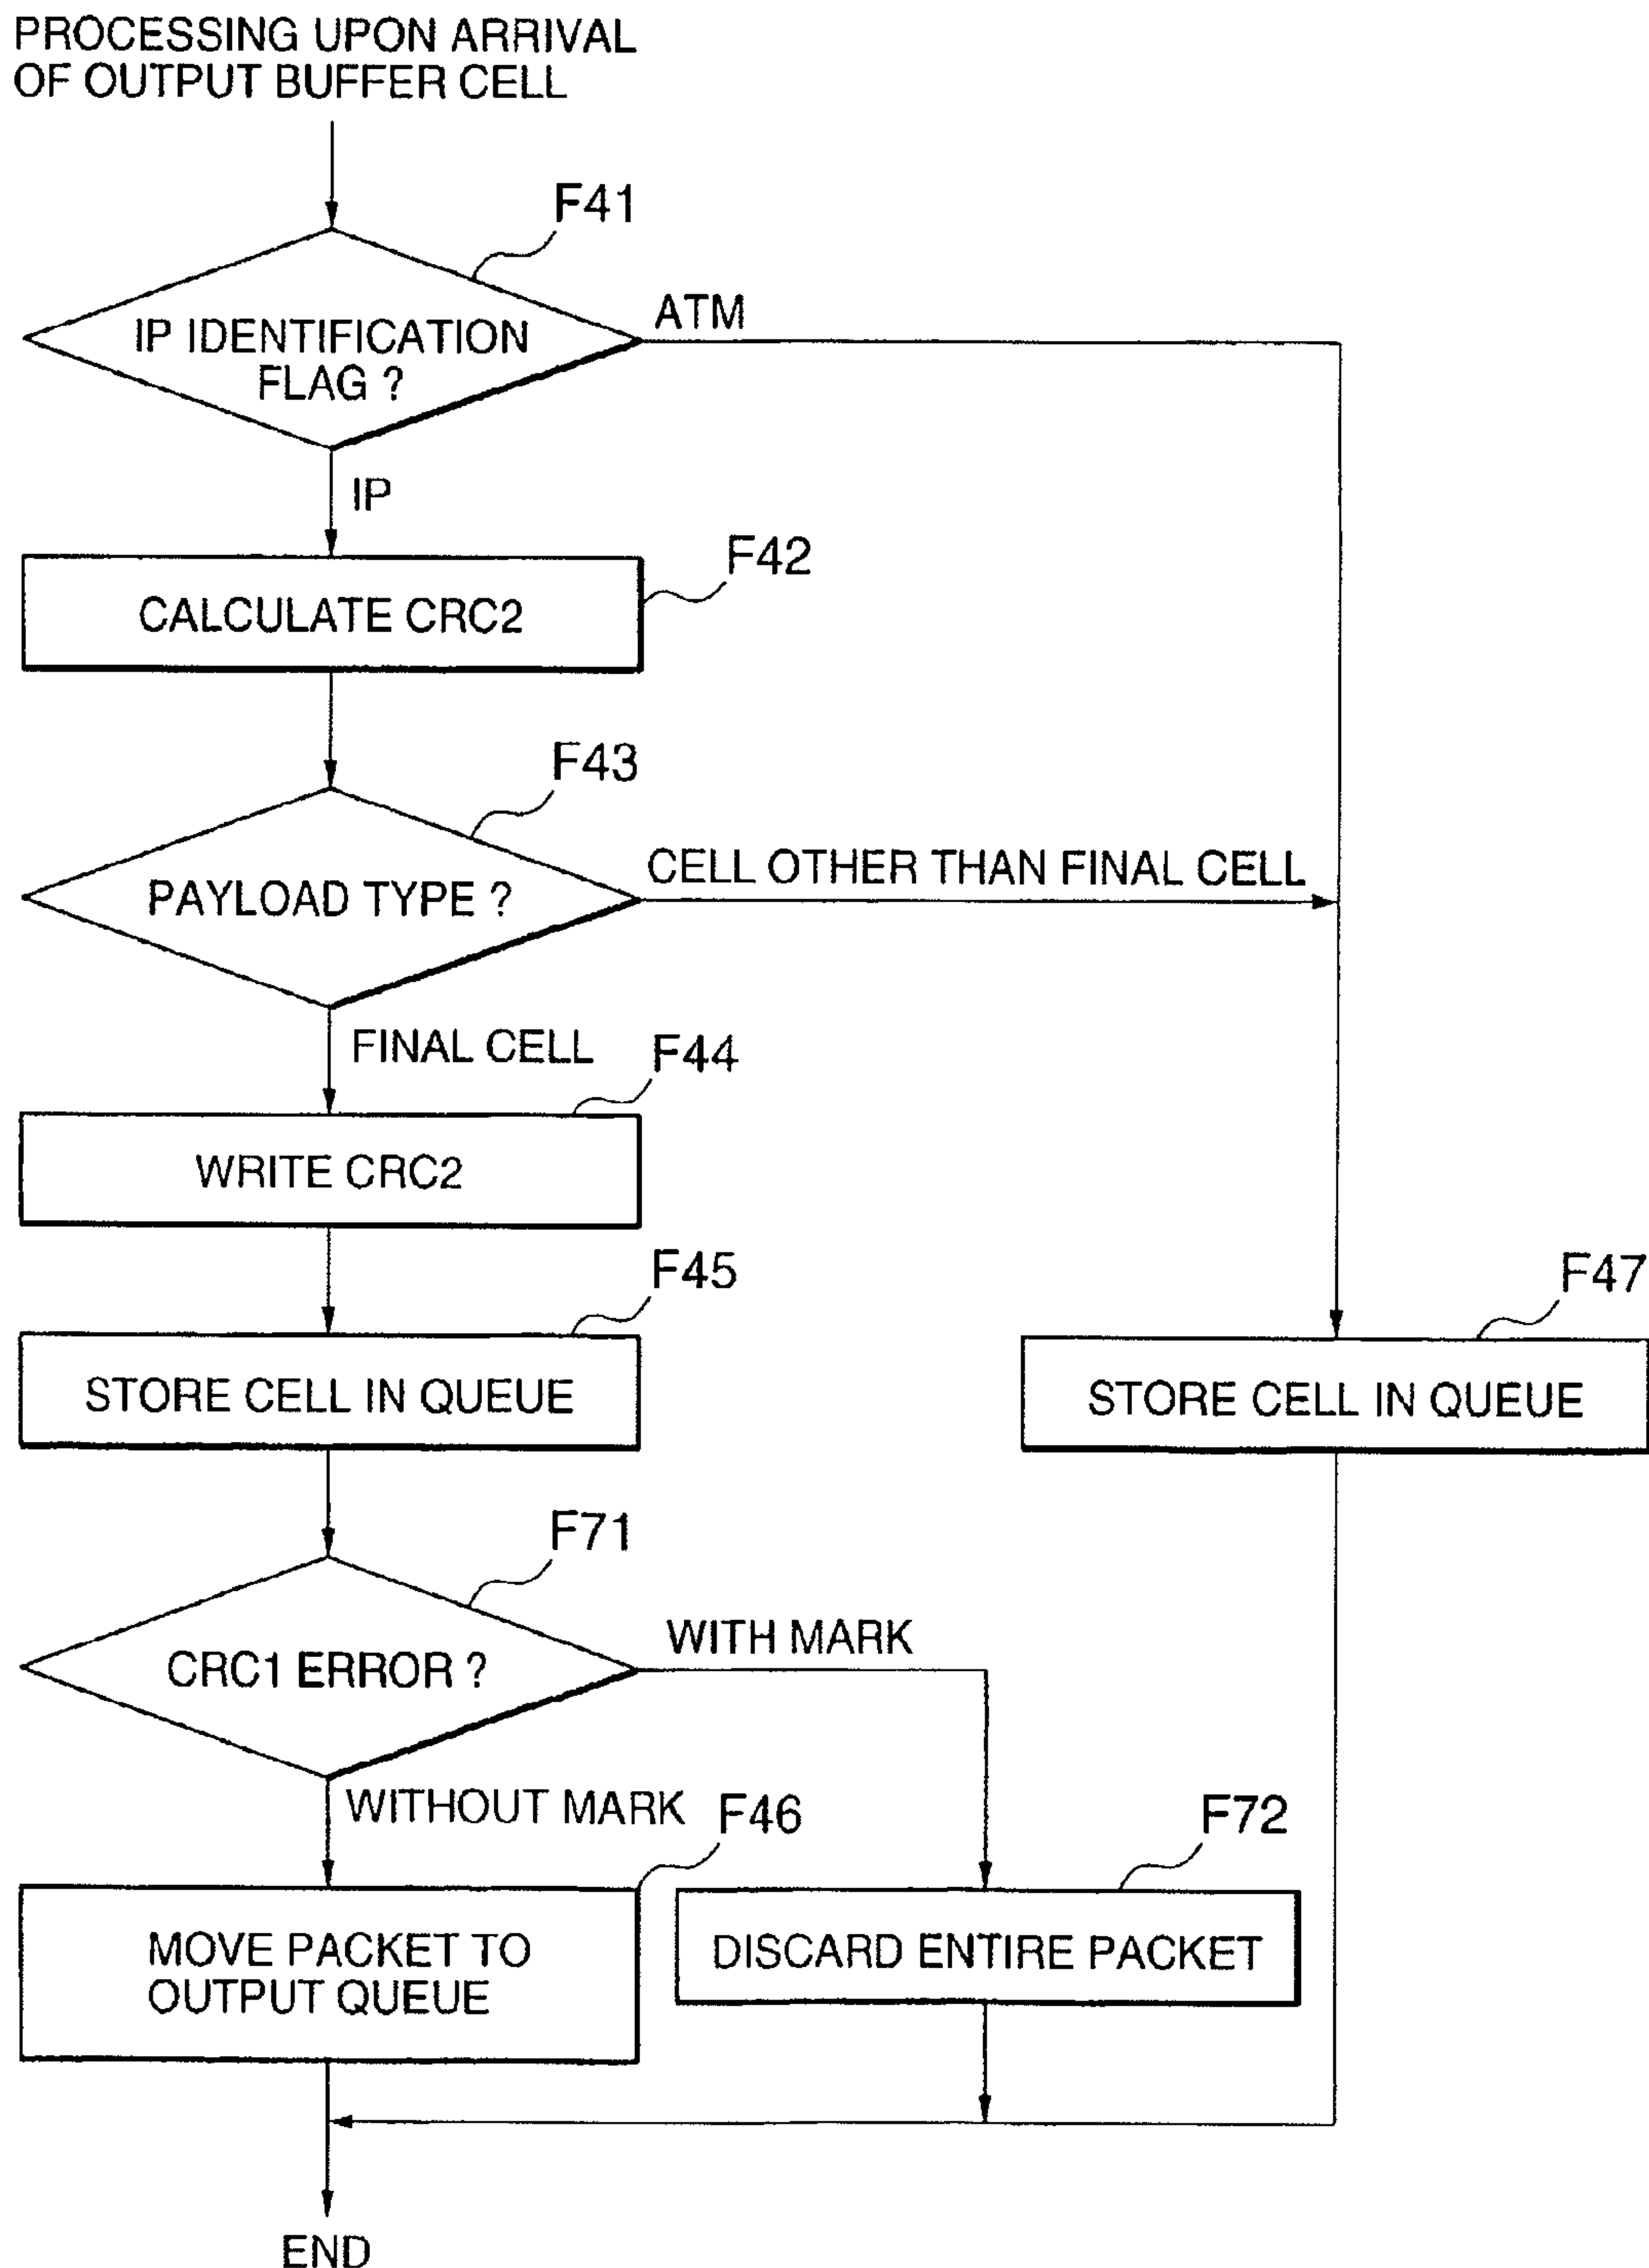 PROCESSING UPON ARRIVAL
OF OUTPUT BUFFER CELL
F41
IP IDENTIFICATION
FLAG ?
ATM
IP
F42
CALCULATE CRC2
F43
PAYLOAD TYPE ?
CELL OTHER THAN FINAL CELL
FINAL CELL
F44
WRITE CRC2
F45
STORE CELL IN QUEUE
F47
STORE CELL IN QUEUE
F71
CRC1 ERROR ?
WITH MARK
WITHOUT MARK
F46
MOVE PACKET TO
OUTPUT QUEUE
F72
DISCARD ENTIRE PACKET
END